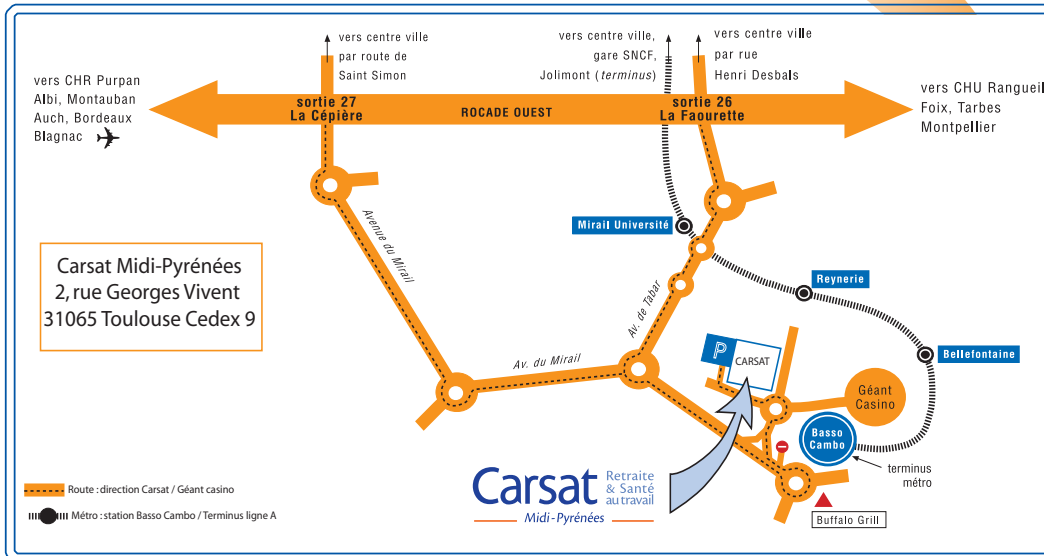 vers centre ville
par route de
Saint Simon
vers centre ville,
gare SNCF,
Jolimont (terminus)
vers centre ville
par rue
Henri Desbals
vers CHR Purpan
Albi, Montauban
Auch, Bordeaux
Blagnac
sortie 27
La Cépière
ROCADE OUEST
sortie 26
La Faourette
vers CHU Rangueil
Foix, Tarbes
Montpellier
Avenue du Mirail
Mirail Université
Reynerie
Carsat Midi-Pyrénées
2, rue Georges Vivent
31065 Toulouse Cedex 9
Av. de Tabar
Av. du Mirail
P
CARSAT
Bellefontaine
Géant
Casino
Basso
Cambo
terminus
métro
Carsat
Retraite
& Santé
au travail
Midi-Pyrénées
Buffalo Grill
Route : direction Carsat / Géant casino
Métro : station Basso Cambo / Terminus ligne A